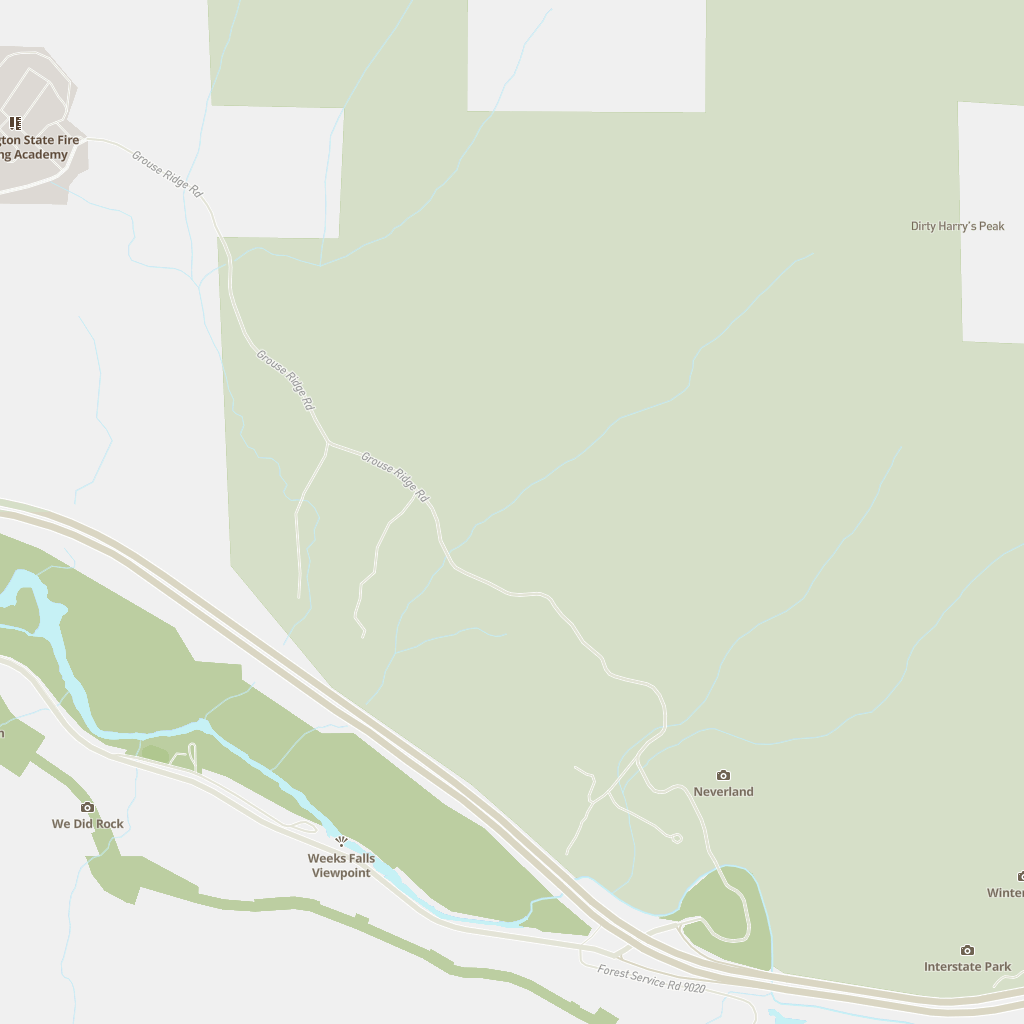 gton State Fire
ng Academy
Grouse Ridge Rd
Dirty Harry's Peak
Grouse Ridge Rd
Grouse Ridge Rd
Neverland
We Did Rock
Weeks Falls
Viewpoint
Winter
Interstate Park
Forest Service Rd 9020